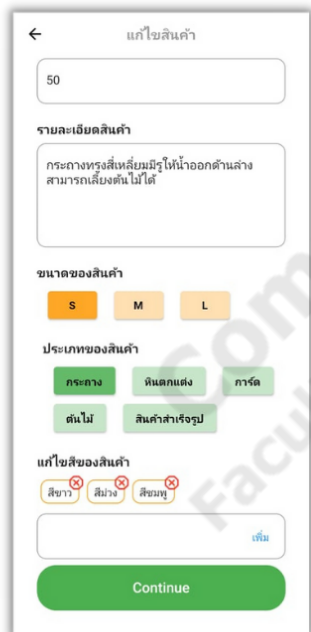 แก้ไขสินค้า
50
รายละเอียดสินค้า
กระถางทรงสี่เหลี่ยมมีรูให้น้ำออกด้านล่าง
สามารถเลี้ยงต้นไม้ได้
ขนาดของสินค้า
S M L
ประเภทของสินค้า
กระถาง หินตกแต่ง การ์ด
ต้นไม้ สินค้าสำเร็จรูป
แก้ไขสีของสินค้า
สีขาว สีม่วง สีชมพู
เพิ่ม
Continue
Com
Facul